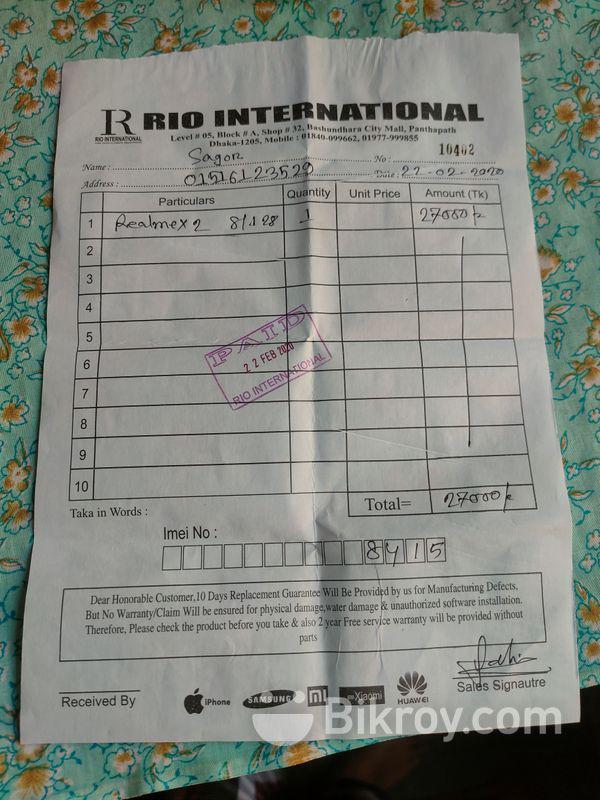 R RIO INTERNATIONAL
RIO INTERNATIONAL
Level # 05, Block # A, Shop # 32, Bashundhara City Mall, Panthapath
Dhaka-1205, Mobile : 01840-099662, 01977-999855
No : 10402
Name : Sagor
Date : 22-02-2020
Address : 01516123529
Particulars Quantity Unit Price Amount (Tk)
1 Realmex2 8/128 1 27000/-
2
3
4
5
6
7
8
9
10
PAID
22 FEB 2020
RIO INTERNATIONAL
Total= 27000/-
Taka in Words :
Imei No :
8415
Dear Honorable Customer,10 Days Replacement Guarantee Will Be Provided by us for Manufacturing Defects,
But No Warranty/Claim Will be ensured for physical damage,water damage & unauthorized software installation.
Therefore, Please check the product before you take & also 2 year Free service warranty will be provided without
parts
Received By
iPhone SAMSUNG MI Xiaomi HUAWEI
Sales Signautre
Bikroy.com